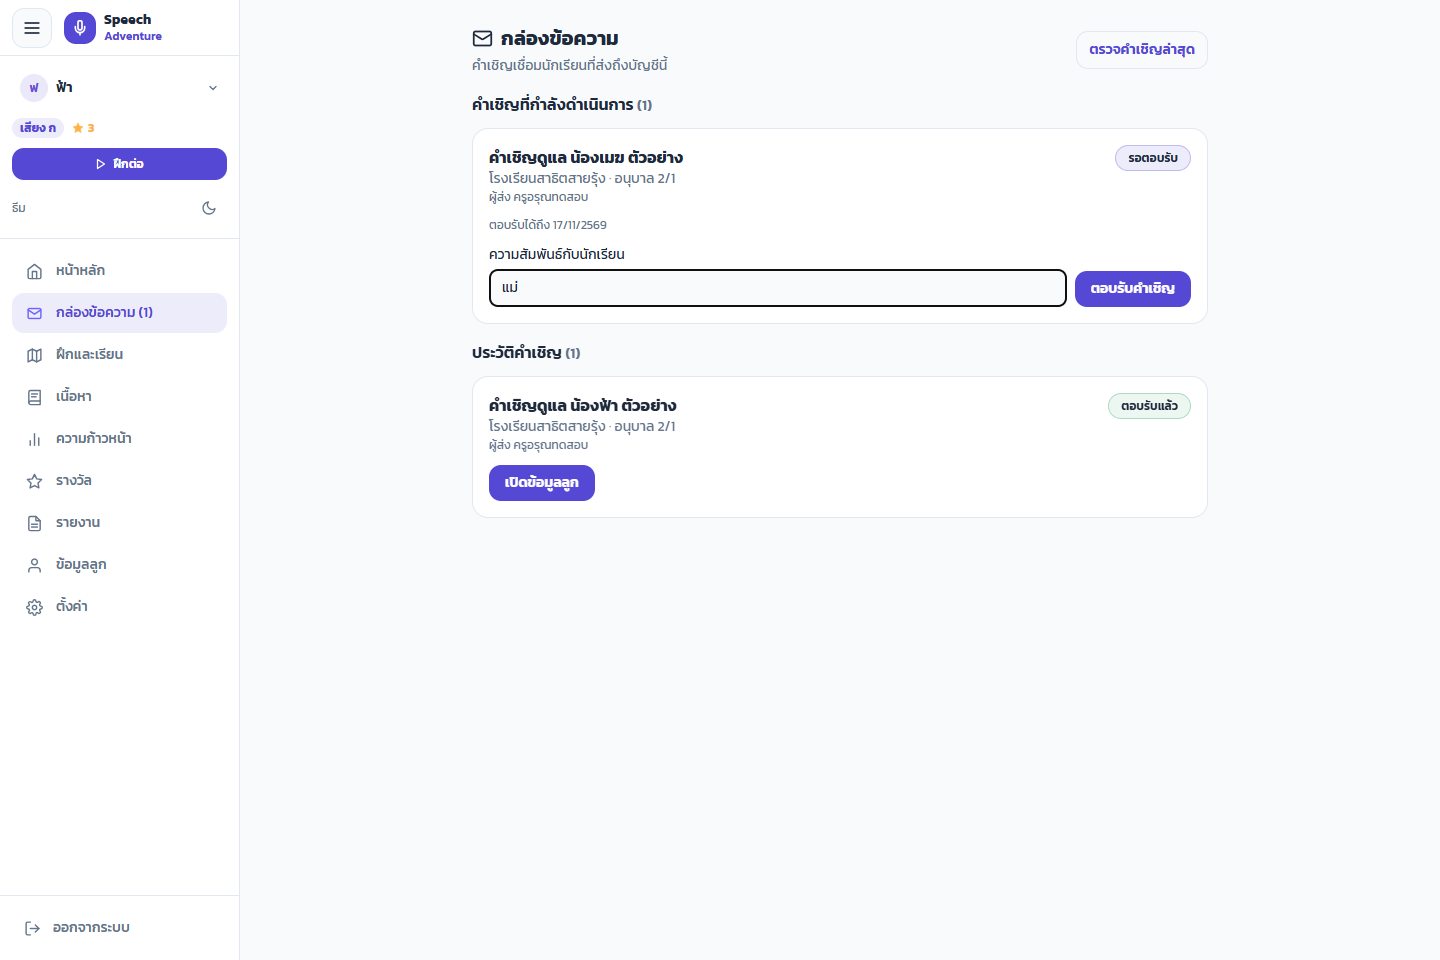 Speech
Adventure
ฟ
ฟ้า
เสียง ก
3
ฝึกต่อ
ธีม
หน้าหลัก
กล่องข้อความ (1)
ฝึกและเรียน
เนื้อหา
ความก้าวหน้า
รางวัล
รายงาน
ข้อมูลลูก
ตั้งค่า
ออกจากระบบ
กล่องข้อความ
คำเชิญเชื่อมนักเรียนที่ส่งถึงบัญชีนี้
ตรวจคำเชิญล่าสุด
คำเชิญที่กำลังดำเนินการ (1)
คำเชิญดูแล น้องเมฆ ตัวอย่าง
รอตอบรับ
โรงเรียนสาธิตสายรุ้ง · อนุบาล 2/1
ผู้ส่ง ครูอรุณทดสอบ
ตอบรับได้ถึง 17/11/2569
ความสัมพันธ์กับนักเรียน
แม่
ตอบรับคำเชิญ
ประวัติคำเชิญ (1)
คำเชิญดูแล น้องฟ้า ตัวอย่าง
ตอบรับแล้ว
โรงเรียนสาธิตสายรุ้ง · อนุบาล 2/1
ผู้ส่ง ครูอรุณทดสอบ
เปิดข้อมูลลูก